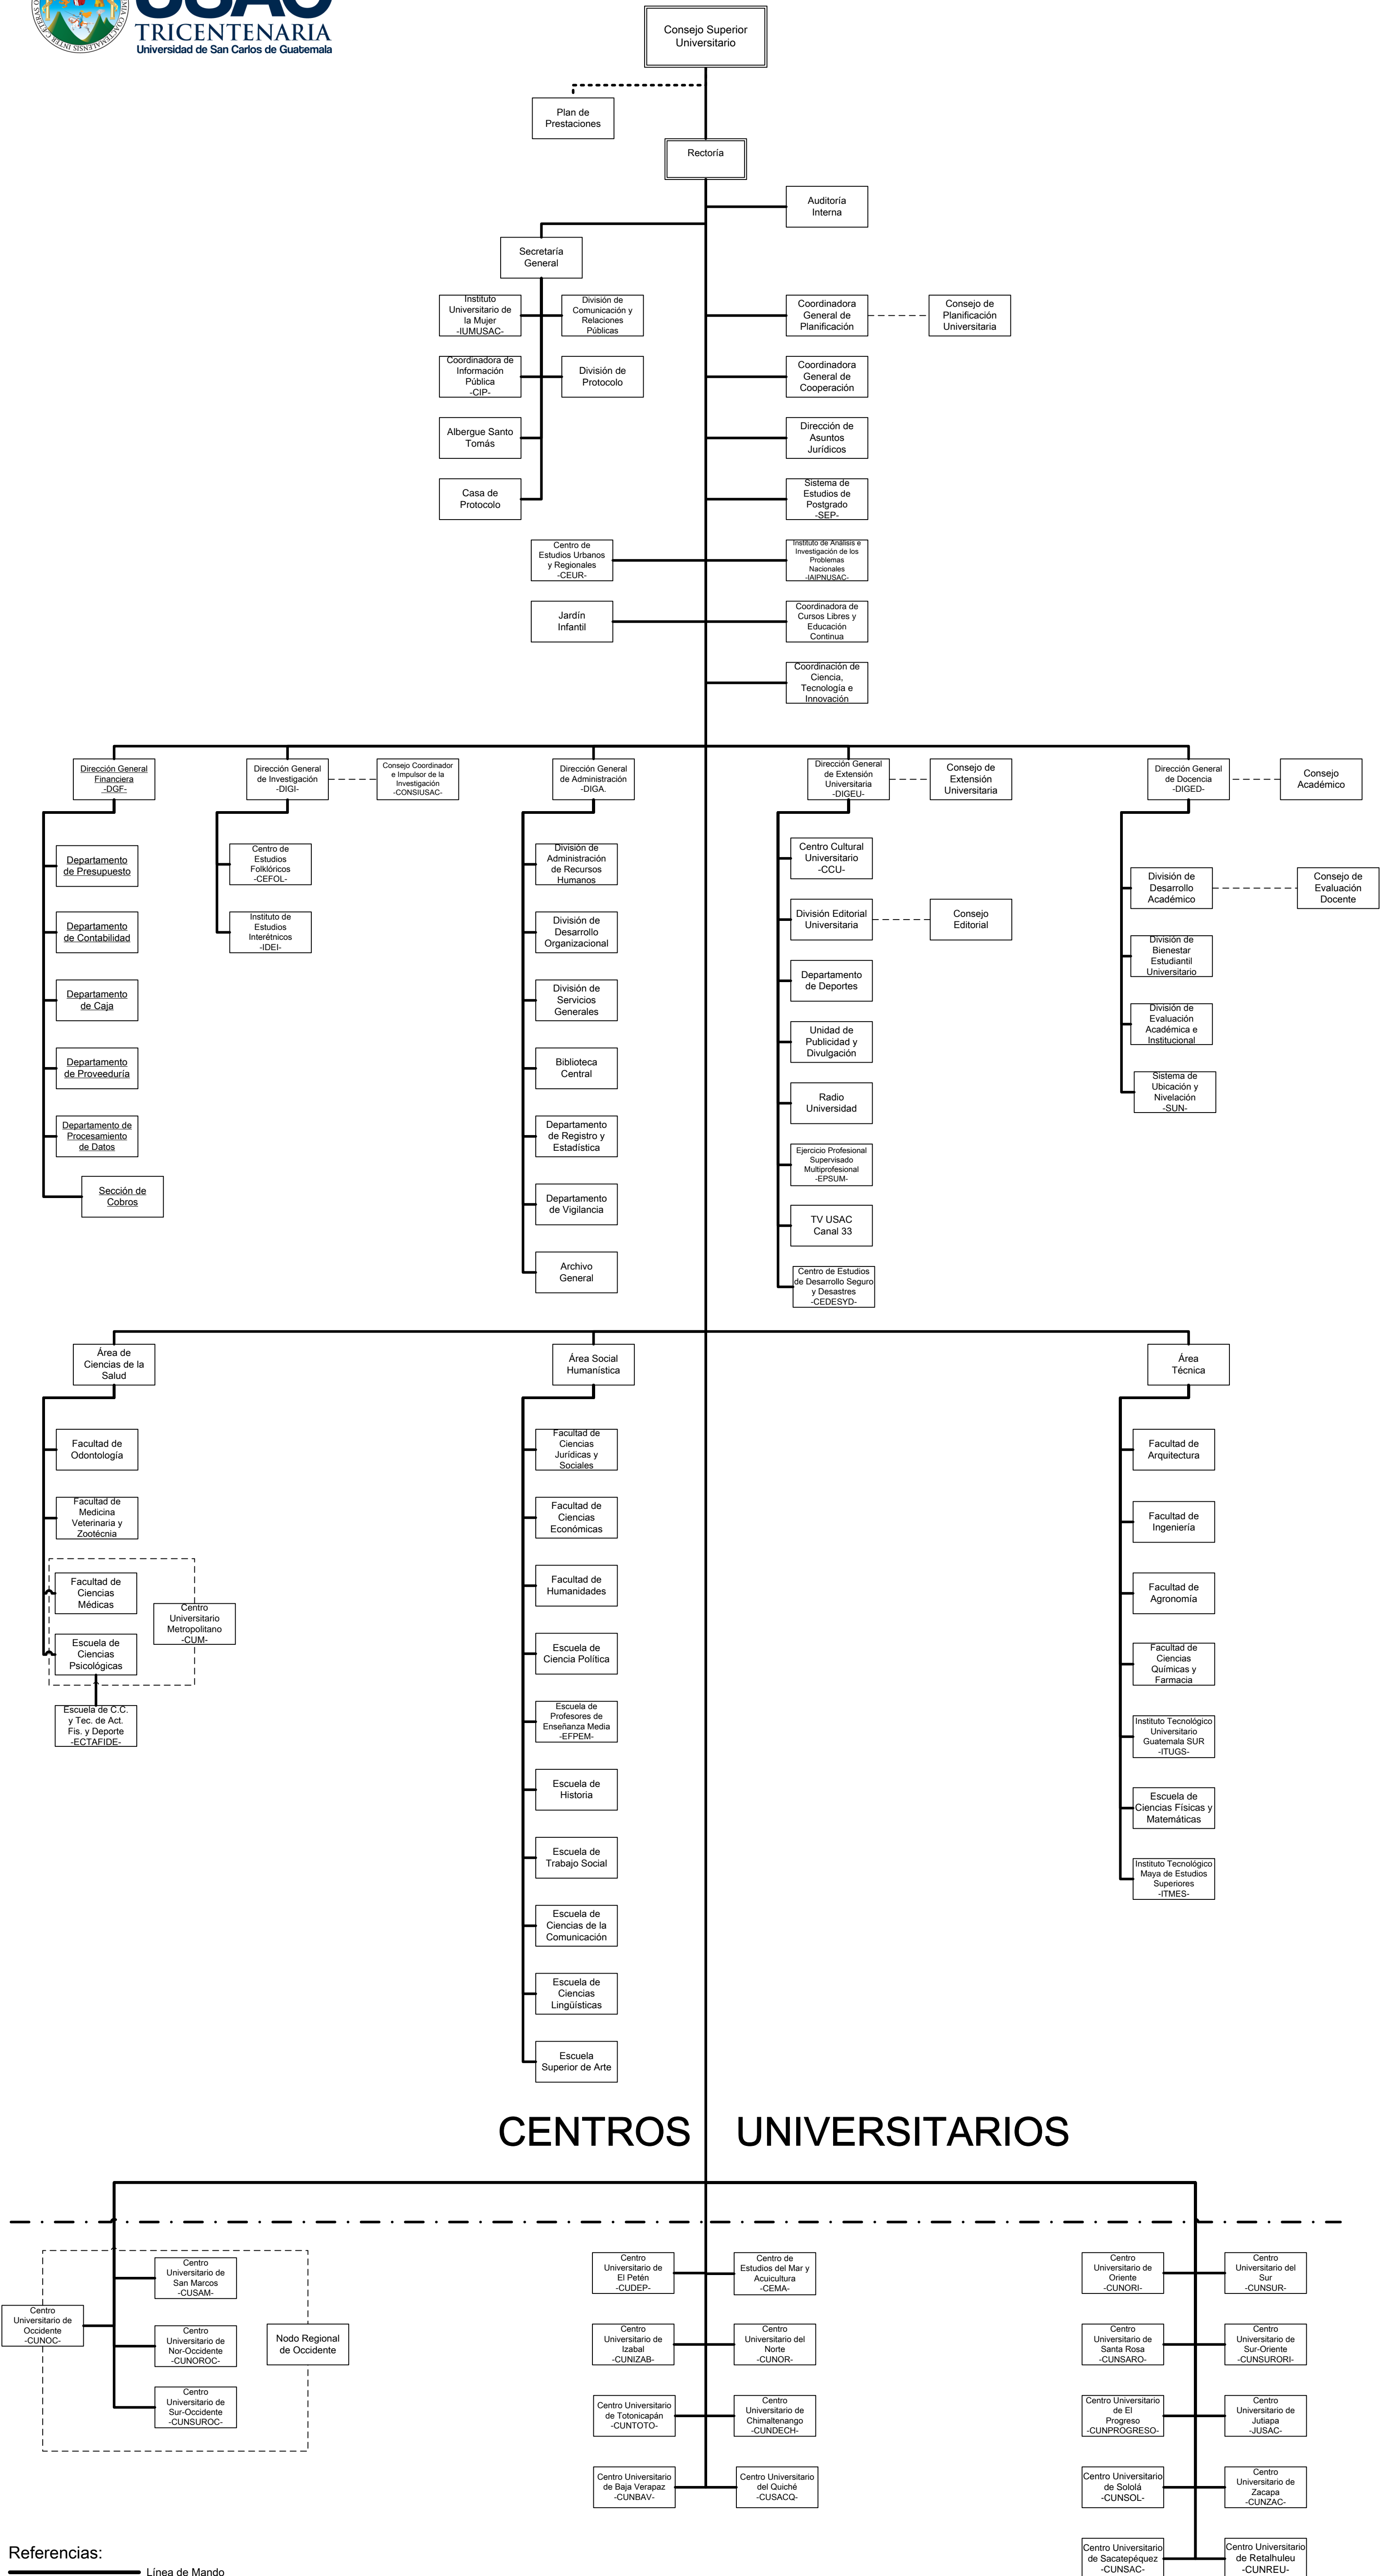 TRICENTENARIA
Universidad de San Carlos de Guatemala
Consejo Superior
Universitario
Plan de
Prestaciones
Rectoría
Auditoría
Interna
Secretaría
General
Instituto
Universitario de
la Mujer
-IUMUSAC-
División de
Comunicación y
Relaciones
Públicas
Coordinadora
General de
Planificación
Consejo de
Planificación
Universitaria
Coordinadora de
Información
Pública
-CIP-
División de
Protocolo
Coordinadora
General de
Cooperación
Albergue Santo
Tomás
Dirección de
Asuntos
Jurídicos
Casa de
Protocolo
Sistema de
Estudios de
Postgrado
-SEP-
Centro de
Estudios Urbanos
y Regionales
-CEUR-
Instituto de Análisis e
Investigación de los
Problemas
Nacionales
-IAIPNUSAC-
Jardín
Infantil
Coordinadora de
Cursos Libres y
Educación
Continua
Coordinación de
Ciencia,
Tecnología e
Innovación
Dirección General
Financiera
-DGF-
Dirección General
de Investigación
-DIGI-
Consejo Coordinador
e Impulsor de la
Investigación
-CONSIUSAC-
Dirección General
de Administración
-DIGA.
Dirección General
de Extensión
Universitaria
-DIGEU-
Consejo de
Extensión
Universitaria
Dirección General
de Docencia
-DIGED-
Consejo
Académico
Departamento
de Presupuesto
Departamento
de Contabilidad
Departamento
de Caja
Departamento
de Proveeduría
Departamento de
Procesamiento
de Datos
Sección de
Cobros
Centro de
Estudios
Folklóricos
-CEFOL-
Instituto de
Estudios
Interétnicos
-IDEI-
División de
Administración
de Recursos
Humanos
División de
Desarrollo
Organizacional
División de
Servicios
Generales
Biblioteca
Central
Departamento
de Registro y
Estadística
Departamento
de Vigilancia
Archivo
General
Centro Cultural
Universitario
-CCU-
División Editorial
Universitaria
Consejo
Editorial
Departamento
de Deportes
Unidad de
Publicidad y
Divulgación
Radio
Universidad
Ejercicio Profesional
Supervisado
Multiprofesional
-EPSUM-
TV USAC
Canal 33
Centro de Estudios
de Desarrollo Seguro
y Desastres
-CEDESYD-
División de
Desarrollo
Académico
Consejo de
Evaluación
Docente
División de
Bienestar
Estudiantil
Universitario
División de
Evaluación
Académica e
Institucional
Sistema de
Ubicación y
Nivelación
-SUN-
Área de
Ciencias de la
Salud
Área Social
Humanística
Área
Técnica
Facultad de
Odontología
Facultad de
Medicina
Veterinaria y
Zootécnia
Facultad de
Ciencias
Médicas
Centro
Universitario
Metropolitano
-CUM-
Escuela de
Ciencias
Psicológicas
Escuela de C.C.
y Tec. de Act.
Fis. y Deporte
-ECTAFIDE-
Facultad de
Ciencias
Jurídicas y
Sociales
Facultad de
Ciencias
Económicas
Facultad de
Humanidades
Escuela de
Ciencia Política
Escuela de
Profesores de
Enseñanza Media
-EFPEM-
Escuela de
Historia
Escuela de
Trabajo Social
Escuela de
Ciencias de la
Comunicación
Escuela de
Ciencias
Lingüísticas
Escuela
Superior de Arte
Facultad de
Arquitectura
Facultad de
Ingeniería
Facultad de
Agronomía
Facultad de
Ciencias
Químicas y
Farmacia
Instituto Tecnológico
Universitario
Guatemala SUR
-ITUGS-
Escuela de
Ciencias Físicas y
Matemáticas
Instituto Tecnológico
Maya de Estudios
Superiores
-ITMES-
CENTROS UNIVERSITARIOS
Centro
Universitario de
San Marcos
-CUSAM-
Centro
Universitario de
Occidente
-CUNOC-
Centro
Universitario de
Nor-Occidente
-CUNOROC-
Nodo Regional
de Occidente
Centro
Universitario de
Sur-Occidente
-CUNSUROC-
Centro
Universitario de
El Petén
-CUDEP-
Centro de
Estudios del Mar y
Acuicultura
-CEMA-
Centro
Universitario de
Izabal
-CUNIZAB-
Centro
Universitario del
Norte
-CUNOR-
Centro Universitario
de Totonicapán
-CUNTOTO-
Centro
Universitario de
Chimaltenango
-CUNDECH-
Centro Universitario
de Baja Verapaz
-CUNBAV-
Centro Universitario
del Quiché
-CUSACQ-
Centro
Universitario de
Oriente
-CUNORI-
Centro
Universitario del
Sur
-CUNSUR-
Centro
Universitario de
Santa Rosa
-CUNSARO-
Centro
Universitario de
Sur-Oriente
-CUNSURORI-
Centro Universitario
de El
Progreso
-CUNPROGRESO-
Centro
Universitario de
Jutiapa
-JUSAC-
Centro Universitario
de Sololá
-CUNSOL-
Centro
Universitario de
Zacapa
-CUNZAC-
Centro Universitario
de Sacatepéquez
-CUNSAC-
Centro Universitario
de Retalhuleu
-CUNREU-
Referencias:
Línea de Mando